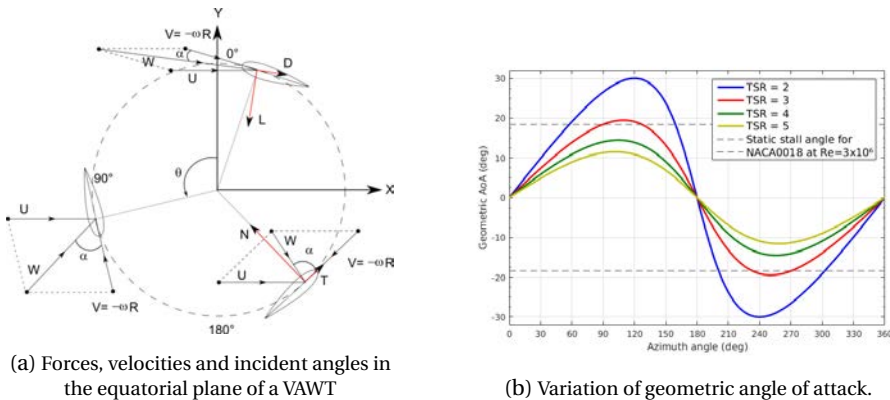 Y
V= -ωR
0°
D
α
W
U
L
θ
X
90°
U
α
W
V= -ωR
N
W
α
V= -ωR
U
T
180°
(a) Forces, velocities and incident angles in
the equatorial plane of a VAWT
Geometric AoA (deg)
30
20
10
0
-10
-20
-30
0 30 60 90 120 150 180 210 240 270 300 330 360
Azimuth angle (deg)
TSR = 2
TSR = 3
TSR = 4
TSR = 5
Static stall angle for
NACA0018 at Re=3x10⁶
(b) Variation of geometric angle of attack.